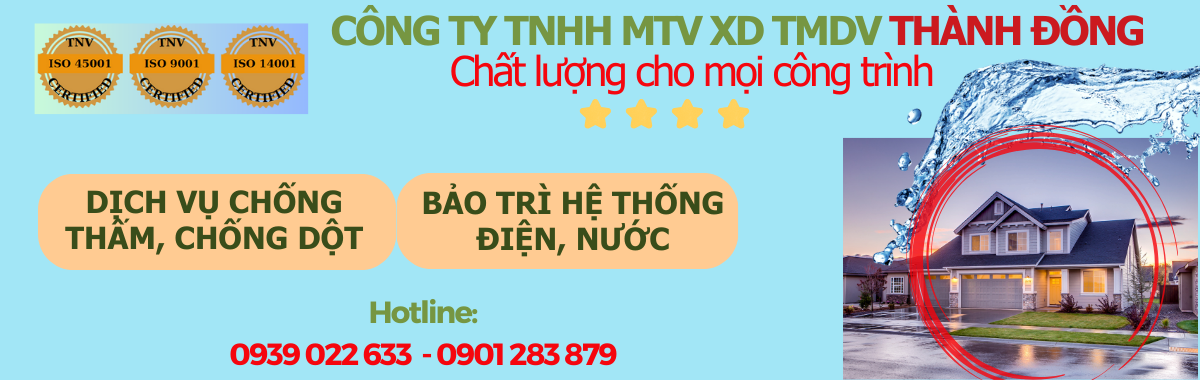 TNV
ISO 45001
CERTIFIED
TNV
ISO 9001
CERTIFIED
TNV
ISO 14001
CERTIFIED
CÔNG TY TNHH MTV XD TMDV THÀNH ĐỒNG
Chất lượng cho mọi công trình
DỊCH VỤ CHỐNG
THẤM, CHỐNG DỘT
BẢO TRÌ HỆ THỐNG
ĐIỆN, NƯỚC
Hotline:
0939 022 633 - 0901 283 879